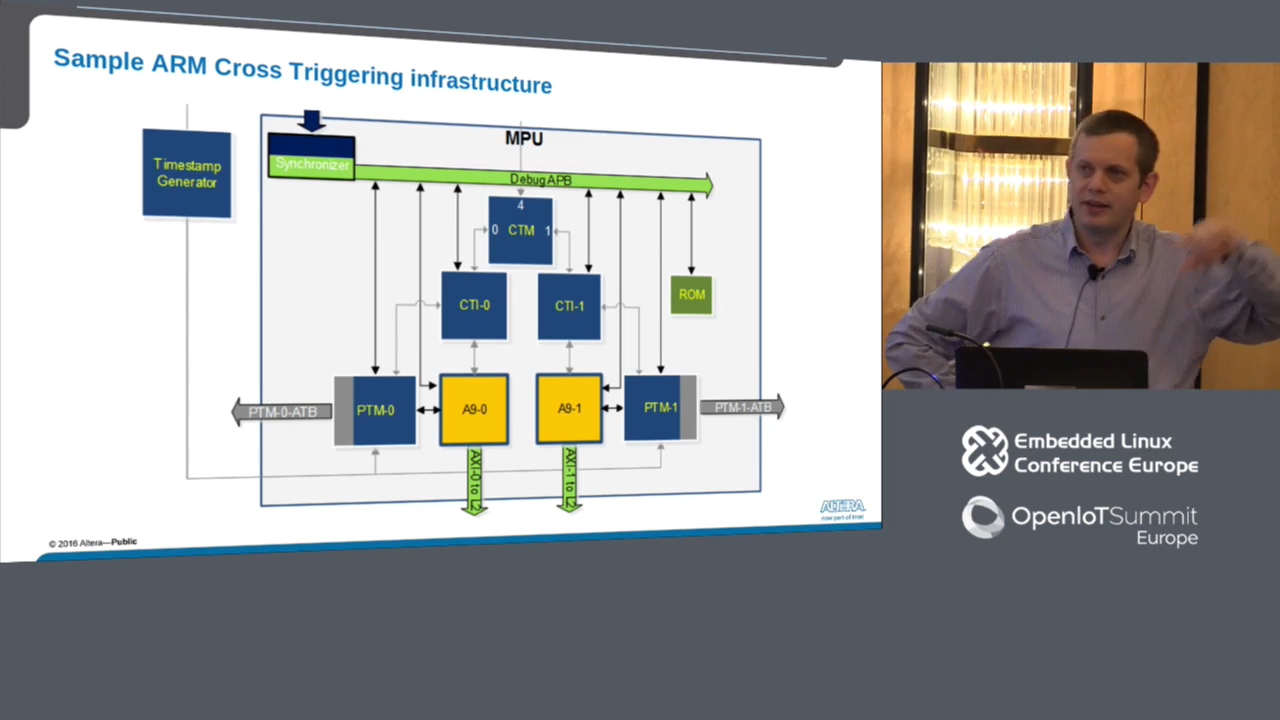 Sample ARM Cross Triggering infrastructure
Timestamp
Generator
MPU
Synchronizer
Debug APB
4
0 CTM 1
CTI-0
CTI-1
ROM
PTM-0-ATB
PTM-0
A9-0
A9-1
PTM-1
PTM-1-ATB
AXI-0 to L2
AXI-1 to L2
ALTERA
now part of Intel
© 2016 Altera—Public
Embedded Linux
Conference Europe
OpenIoTSummit
Europe